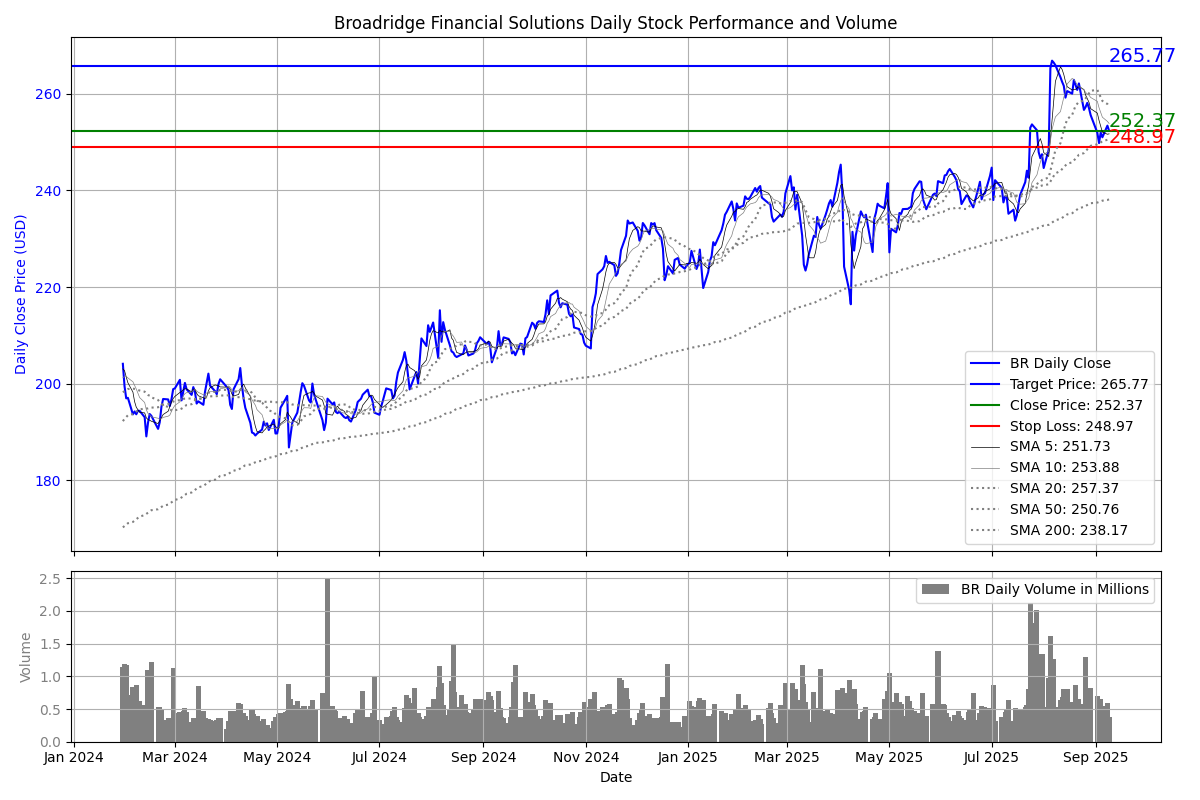 Broadridge Financial Solutions Daily Stock Performance and Volume
265.77
252.37
248.97
260
240
220
200
180
Daily Close Price (USD)
BR Daily Close
Target Price: 265.77
Close Price: 252.37
Stop Loss: 248.97
SMA 5: 251.73
SMA 10: 253.88
SMA 20: 257.37
SMA 50: 250.76
SMA 200: 238.17
2.5
2.0
1.5
1.0
0.5
0.0
Volume
BR Daily Volume in Millions
Jan 2024 Mar 2024 May 2024 Jul 2024 Sep 2024 Nov 2024 Jan 2025 Mar 2025 May 2025 Jul 2025 Sep 2025
Date